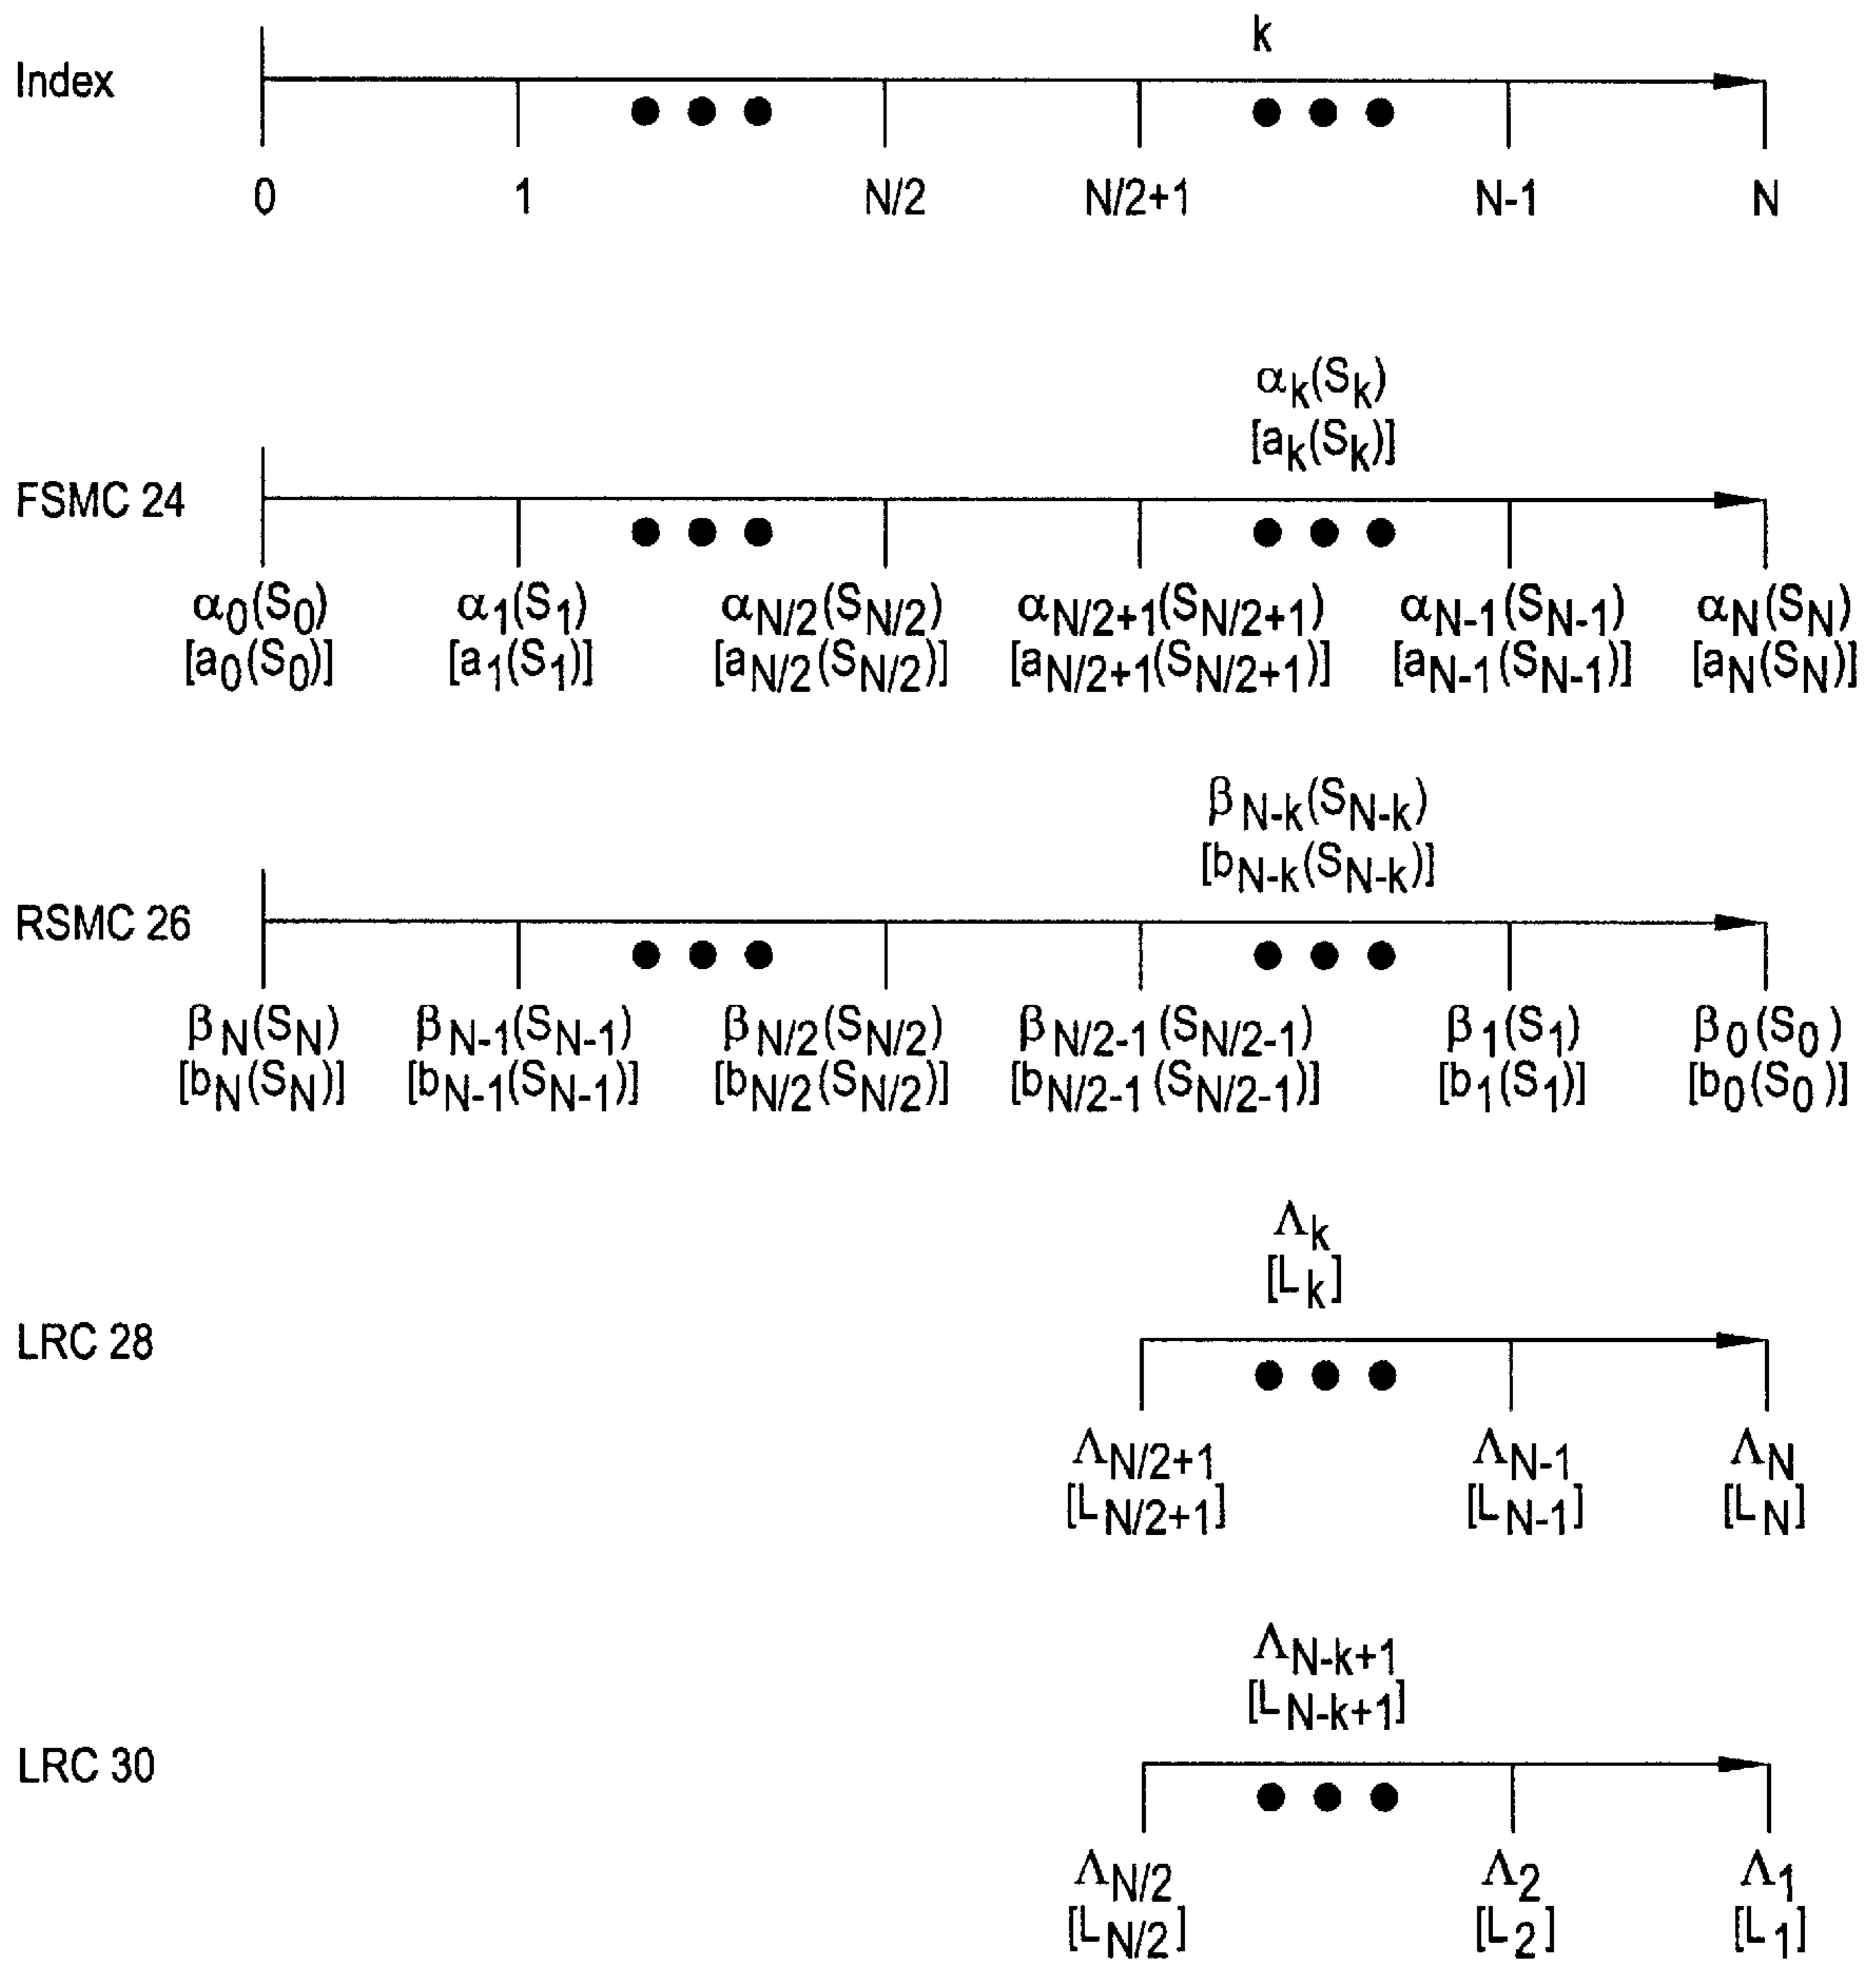 k
Index
0 1 N/2 N/2+1 N-1 N
αk(Sk)
[ak(Sk)]
FSMC 24
α0(S0) α1(S1) αN/2(SN/2) αN/2+1(SN/2+1) αN-1(SN-1) αN(SN)
[a0(S0)] [a1(S1)] [aN/2(SN/2)] [aN/2+1(SN/2+1)] [aN-1(SN-1)] [aN(SN)]
βN-k(SN-k)
[bN-k(SN-k)]
RSMC 26
βN(SN) βN-1(SN-1) βN/2(SN/2) βN/2-1(SN/2-1) β1(S1) β0(S0)
[bN(SN)] [bN-1(SN-1)] [bN/2(SN/2)] [bN/2-1(SN/2-1)] [b1(S1)] [b0(S0)]
Λk
[Lk]
LRC 28
ΛN/2+1 ΛN-1 ΛN
[LN/2+1] [LN-1] [LN]
ΛN-k+1
[LN-k+1]
LRC 30
ΛN/2 Λ2 Λ1
[LN/2] [L2] [L1]